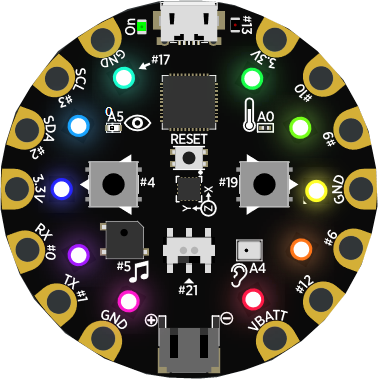 On
#13
GND
#17
3.3V
SCL
#3
#10
A5
A0
SDA
#2
#9
RESET
3.3V
#4
#19
GND
X
Y
Z
RX
#0
#6
#5
A4
TX
#1
#21
#12
GND
VBATT